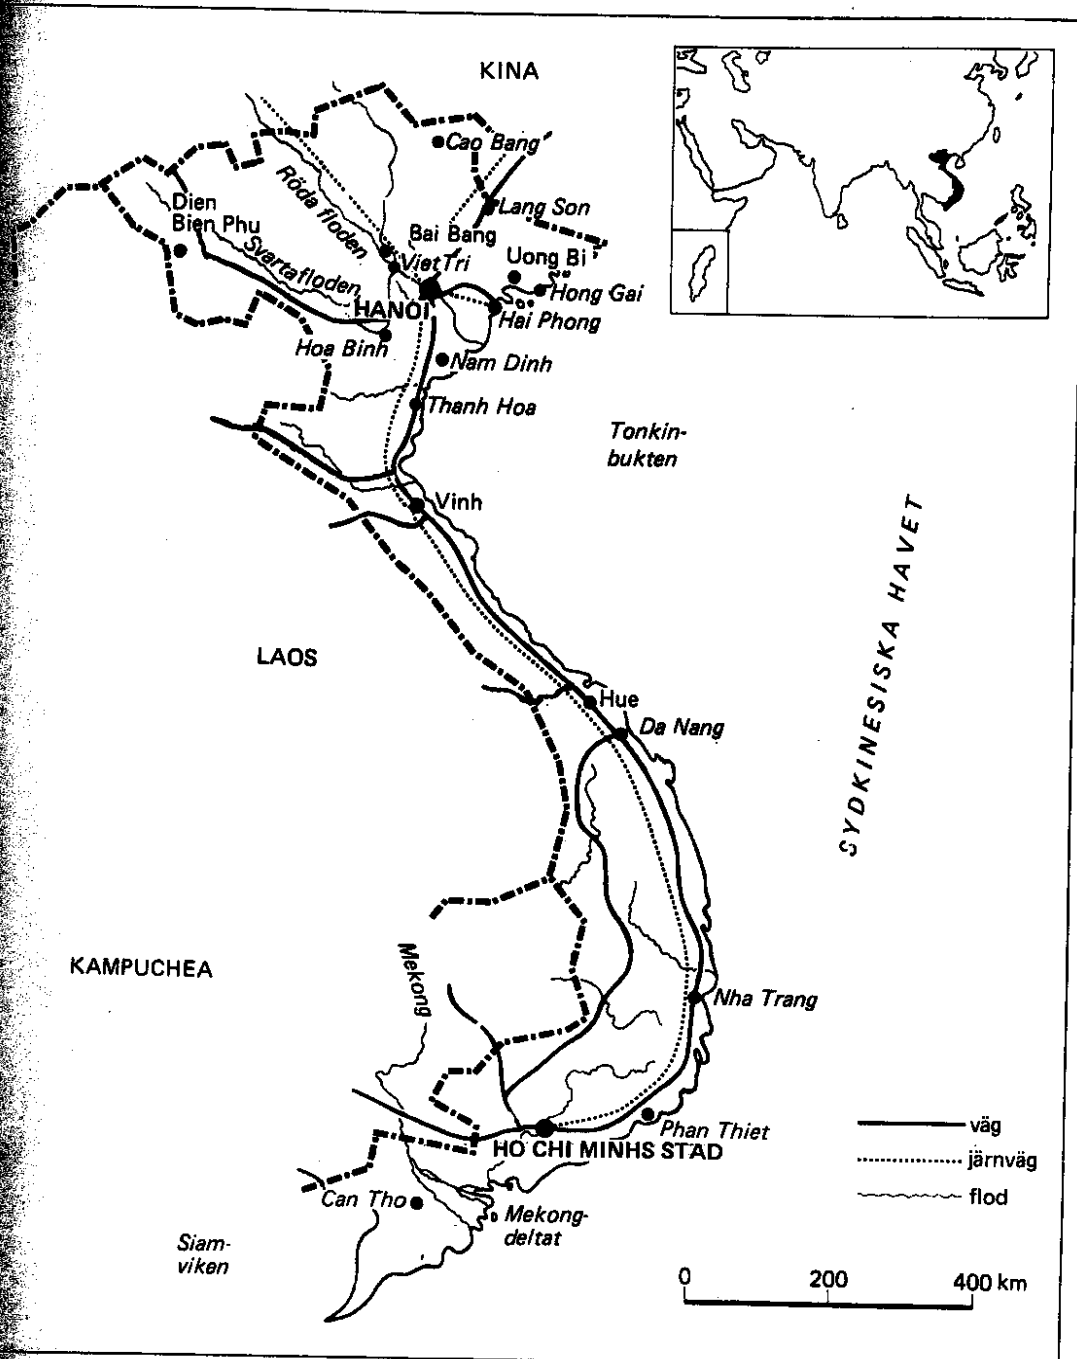 KINA
Cao Bang
Röda floden
Lang Son
Dien
Bien Phu
Bai Bang
Svartafloden
Viet Tri
Uong Bi
Hong Gai
HANOI
Hai Phong
Hoa Binh
Nam Dinh
Thanh Hoa
Tonkin-
bukten
Vinh
SYDKINESISKA HAVET
LAOS
Hue
Da Nang
Mekong
KAMPUCHEA
Nha Trang
Phan Thiet
HO CHI MINHS STAD
väg
järnväg
flod
Can Tho
Mekong-
deltat
Siam-
viken
0 200 400 km